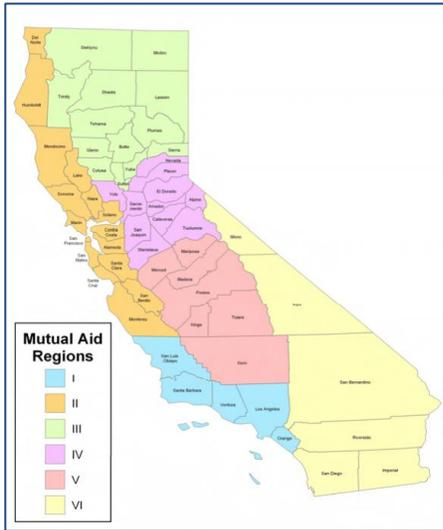 Del
Norte
Siskiyou
Modoc
Humboldt
Trinity
Shasta
Lassen
Tehama
Plumas
Mendocino
Glenn
Butte
Sierra
Nevada
Lake
Colusa
Yuba
Sutter
Placer
Sonoma
Napa
Yolo
El Dorado
Sacra-
mento
Amador
Alpine
Marin
Solano
Calaveras
Contra
Costa
San
Joaquin
Tuolumne
Mono
San
Francisco
Alameda
Stanislaus
Mariposa
San
Mateo
Santa
Clara
Merced
Madera
Santa
Cruz
San
Benito
Fresno
Monterey
Kings
Tulare
Mutual Aid
Regions
I
II
III
IV
V
VI
San Luis
Obispo
Kern
San Bernardino
Santa Barbara
Ventura
Los Angeles
Orange
Riverside
San Diego
Imperial